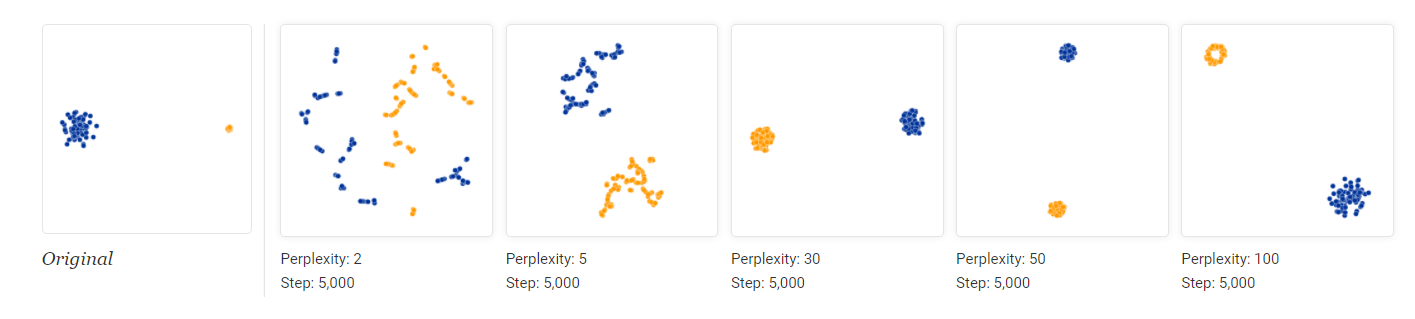 Original
Perplexity: 2
Step: 5,000
Perplexity: 5
Step: 5,000
Perplexity: 30
Step: 5,000
Perplexity: 50
Step: 5,000
Perplexity: 100
Step: 5,000